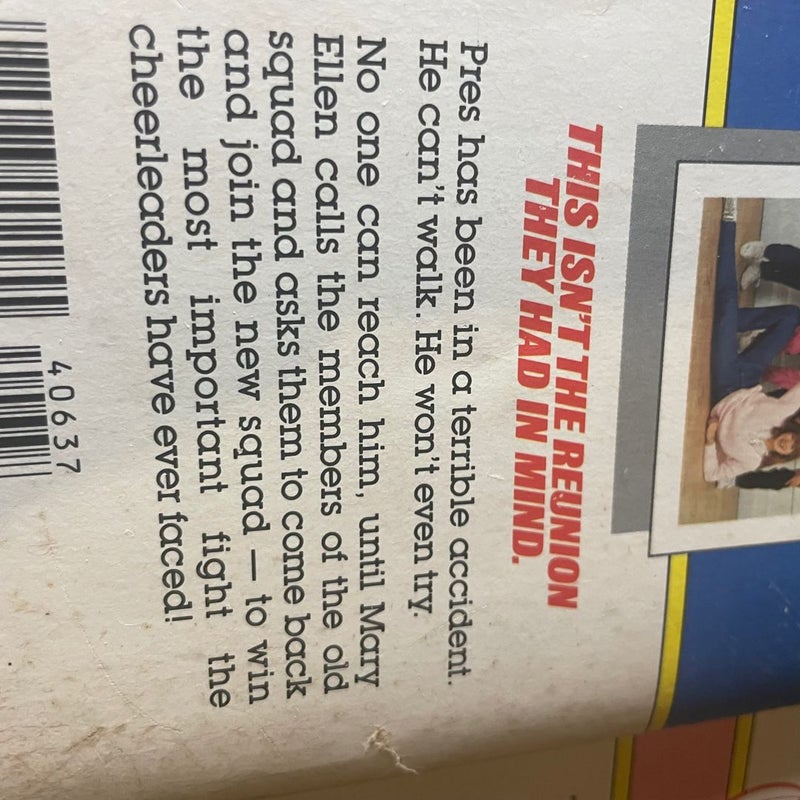 THIS ISN'T THE REUNION
THEY HAD IN MIND.
Pres has been in a terrible accident.
He can't walk. He won't even try.
No one can reach him, until Mary
Ellen calls the members of the old
squad and asks them to come back
and join the new squad — to win
the most important fight the
cheerleaders have ever faced!
40637